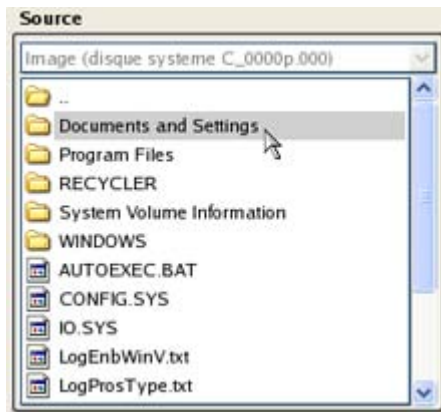 Source
Image (disque systeme C_0000p.000)
..
Documents and Settings
Program Files
RECYCLER
System Volume Information
WINDOWS
AUTOEXEC.BAT
CONFIG.SYS
IO.SYS
LogEnbWinV.txt
LogProsType.txt